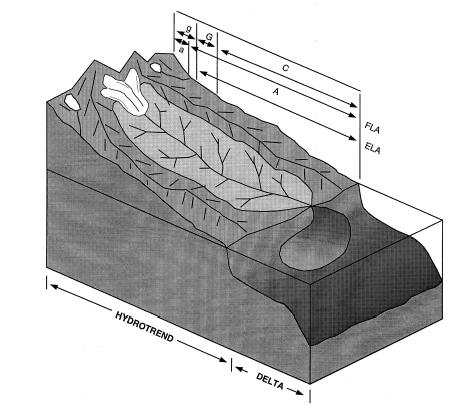 g G
a C
A
FLA
ELA
HYDROTREND
DELTA